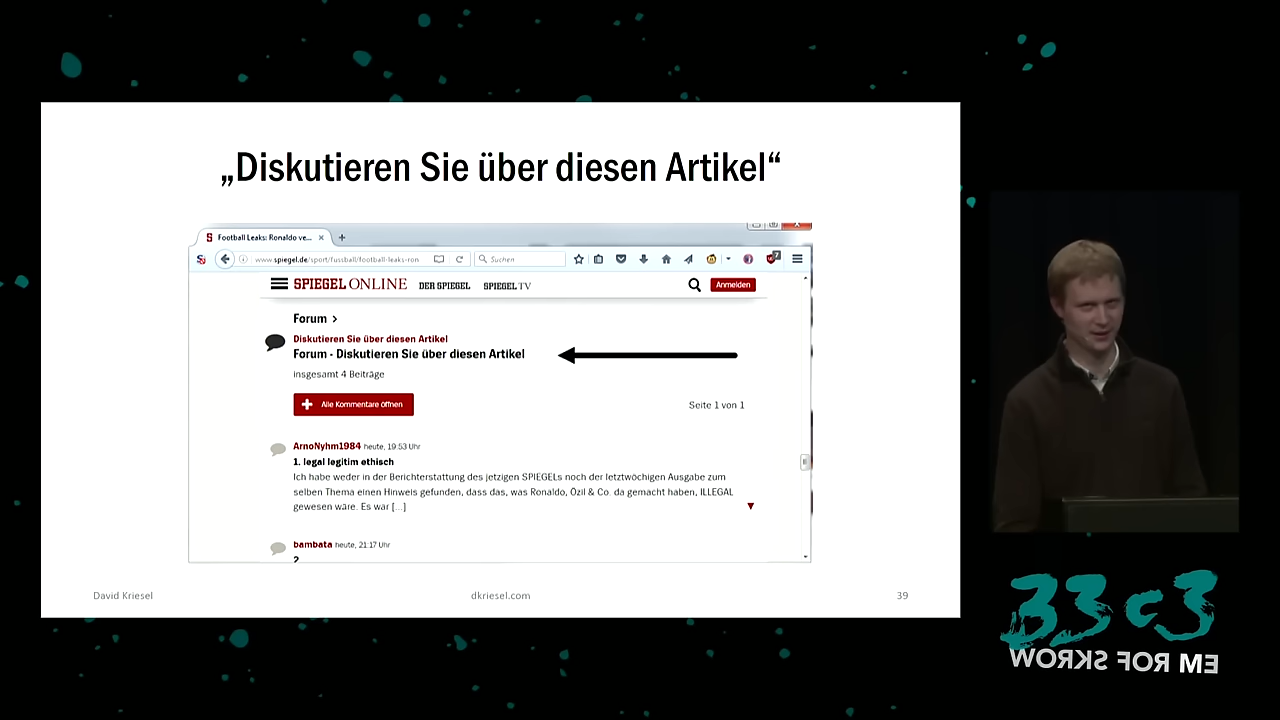 „Diskutieren Sie über diesen Artikel“
Football Leaks: Ronaldo ve...
www.spiegel.de/sport/fussball/football-leaks-ron
Suchen
7
SPIEGEL ONLINE DER SPIEGEL SPIEGEL TV
Anmelden
Forum >
Diskutieren Sie über diesen Artikel
Forum - Diskutieren Sie über diesen Artikel
insgesamt 4 Beiträge
Alle Kommentare öffnen
Seite 1 von 1
ArnoNyhm1984 heute, 19:53 Uhr
1. legal legitim ethisch
Ich habe weder in der Berichterstattung des jetzigen SPIEGELs noch der letztwöchigen Ausgabe zum
selben Thema einen Hinweis gefunden, dass das, was Ronaldo, Özil & Co. da gemacht haben, ILLEGAL
gewesen wäre. Es war [...]
bambata heute, 21:17 Uhr
2
David Kriesel
dkriesel.com
39
33c3
WORKS FOR ME